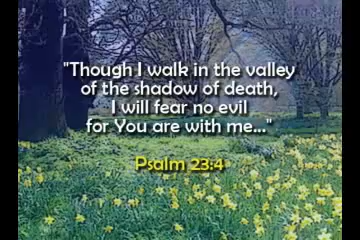 "Though I walk in the valley
of the shadow of death,
I will fear no evil
for You are with me..."
Psalm 23:4